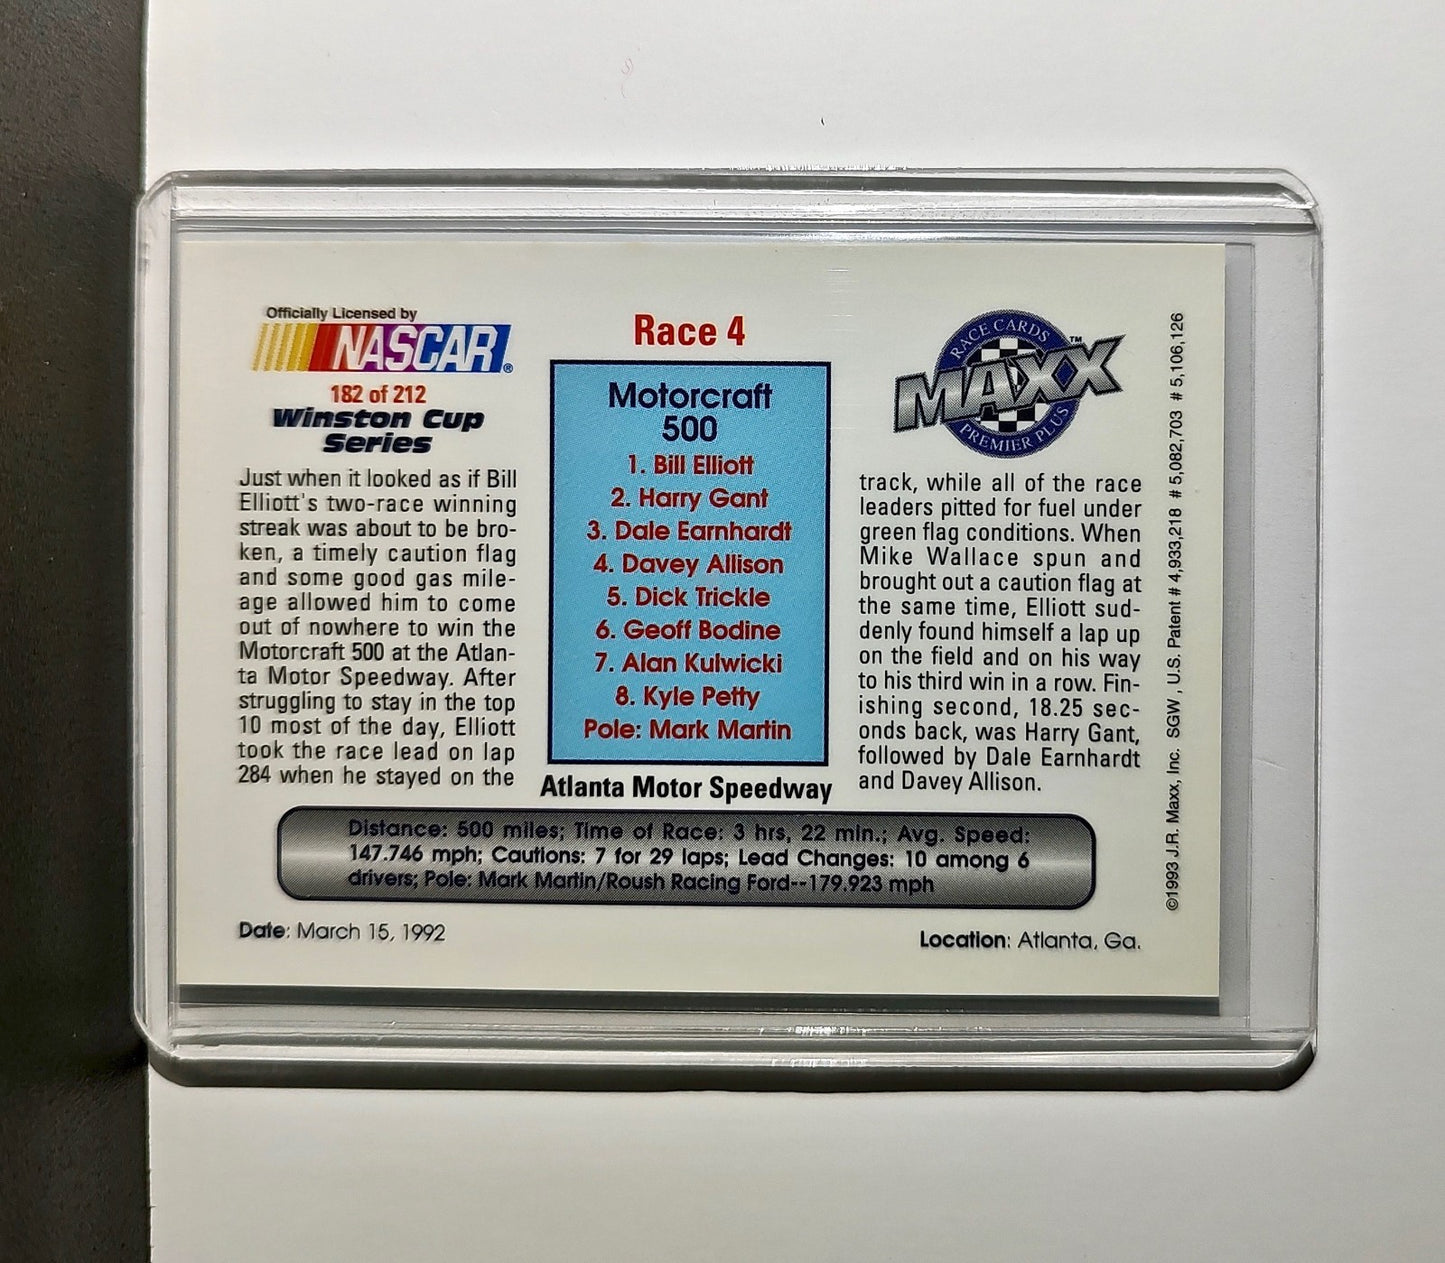 Officially Licensed by
NASCAR®
182 of 212
Winston Cup
Series
Just when it looked as if Bill
Elliott's two-race winning
streak was about to be bro-
ken, a timely caution flag
and some good gas mile-
age allowed him to come
out of nowhere to win the
Motorcraft 500 at the Atlan-
ta Motor Speedway. After
struggling to stay in the top
10 most of the day, Elliott
took the race lead on lap
284 when he stayed on the
Race 4
Motorcraft
500
1. Bill Elliott
2. Harry Gant
3. Dale Earnhardt
4. Davey Allison
5. Dick Trickle
6. Geoff Bodine
7. Alan Kulwicki
8. Kyle Petty
Pole: Mark Martin
Atlanta Motor Speedway
RACE CARDS
MAXX™
PREMIER PLUS
track, while all of the race
leaders pitted for fuel under
green flag conditions. When
Mike Wallace spun and
brought out a caution flag at
the same time, Elliott sud-
denly found himself a lap up
on the field and on his way
to his third win in a row. Fin-
ishing second, 18.25 sec-
onds back, was Harry Gant,
followed by Dale Earnhardt
and Davey Allison.
Distance: 500 miles; Time of Race: 3 hrs, 22 min.; Avg. Speed:
147.746 mph; Cautions: 7 for 29 laps; Lead Changes: 10 among 6
drivers; Pole: Mark Martin/Roush Racing Ford--179.923 mph
Date: March 15, 1992
Location: Atlanta, Ga.
©1993 J.R. Maxx, Inc. SGW, U.S. Patent # 4,933,218 # 5,082,703 # 5,106,126